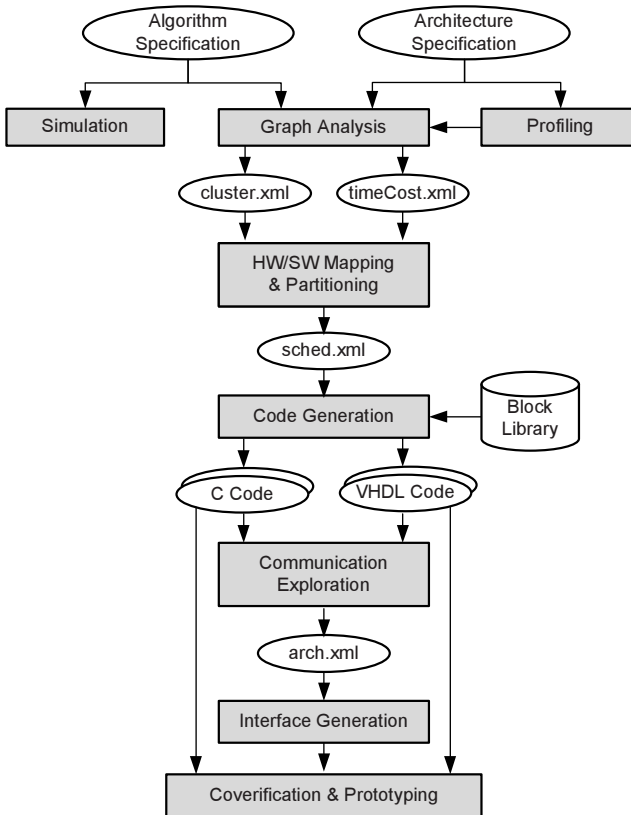 Algorithm
Specification
Architecture
Specification
Simulation
Graph Analysis
Profiling
cluster.xml
timeCost.xml
HW/SW Mapping
& Partitioning
sched.xml
Code Generation
Block
Library
C Code
VHDL Code
Communication
Exploration
arch.xml
Interface Generation
Coverification & Prototyping